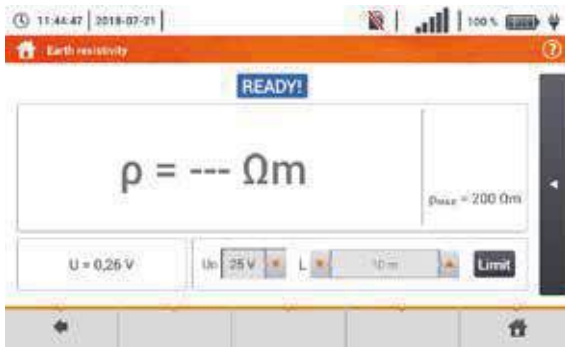 11:44:47 2018-07-21 100 %
Earth resistivity
READY!
ρ = --- Ωm
ρmax = 200 Ωm
U = 0,26 V Un 25 V L 10 m Limit